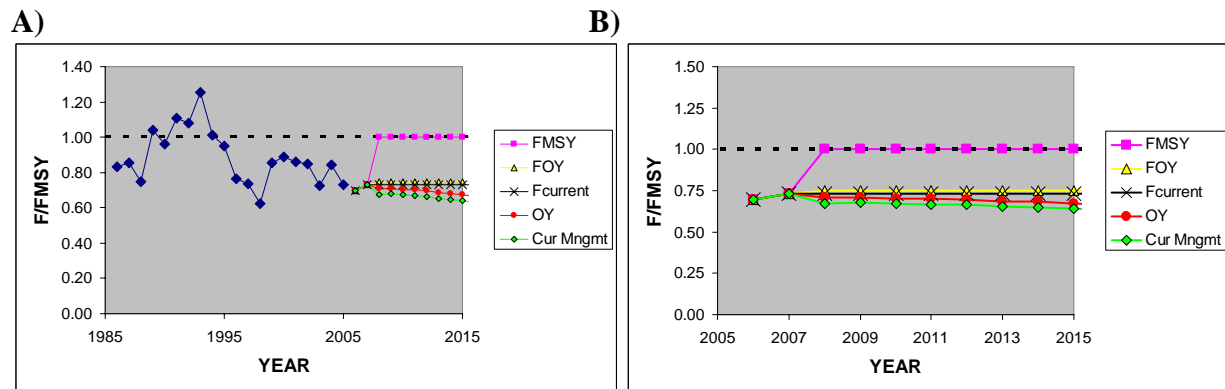 A)
F/FMSY
1.40
1.20
1.00
0.80
0.60
0.40
0.20
0.00
1985 1995 2005 2015
YEAR
FMSY
FOY
Fcurrent
OY
Cur Mngmt
B)
F/FMSY
1.50
1.25
1.00
0.75
0.50
0.25
0.00
2005 2007 2009 2011 2013 2015
YEAR
FMSY
FOY
Fcurrent
OY
Cur Mngmt